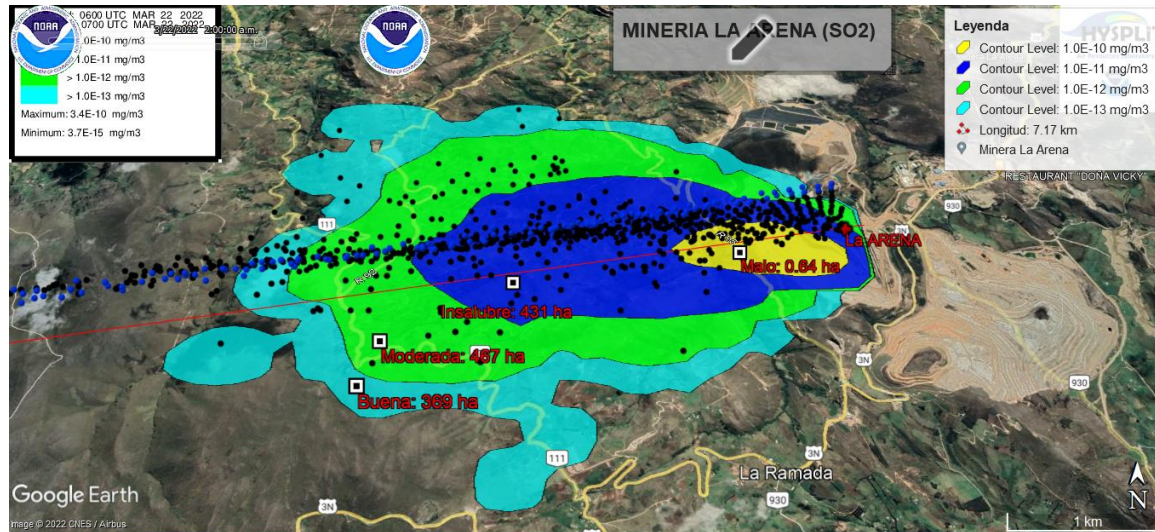 0600 UTC MAR 22 2022
0700 UTC MAR 22 2022
3/22/2022 2:00:00 a.m.
1.0E-10 mg/m3
1.0E-11 mg/m3
> 1.0E-12 mg/m3
> 1.0E-13 mg/m3
Maximum: 3.4E-10 mg/m3
Minimum: 3.7E-15 mg/m3
NOAA
NOAA
MINERIA LA ARENA (SO2)
HYSPLIT
Leyenda
Contour Level: 1.0E-10 mg/m3
Contour Level: 1.0E-11 mg/m3
Contour Level: 1.0E-12 mg/m3
Contour Level: 1.0E-13 mg/m3
Longitud: 7.17 km
Minera La Arena
RESTAURANT "DOÑA VICKY"
930
111
La ARENA
Malo: 0.64 ha
Insalubre: 431 ha
Moderada: 467 ha
Buena: 369 ha
3N
930
111
3N
La Ramada
930
3N
Google Earth
Image © 2022 CNES / Airbus
N
1 km